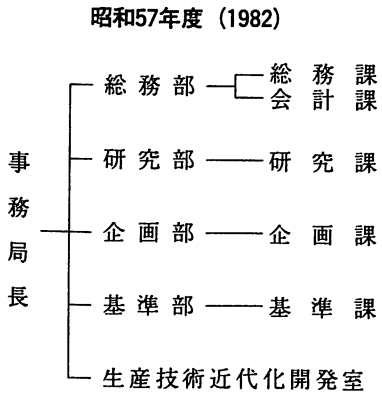 昭和57年度（1982）
事務局長
総務部
総務課
会計課
研究部
研究課
企画部
企画課
基準部
基準課
生産技術近代化開発室